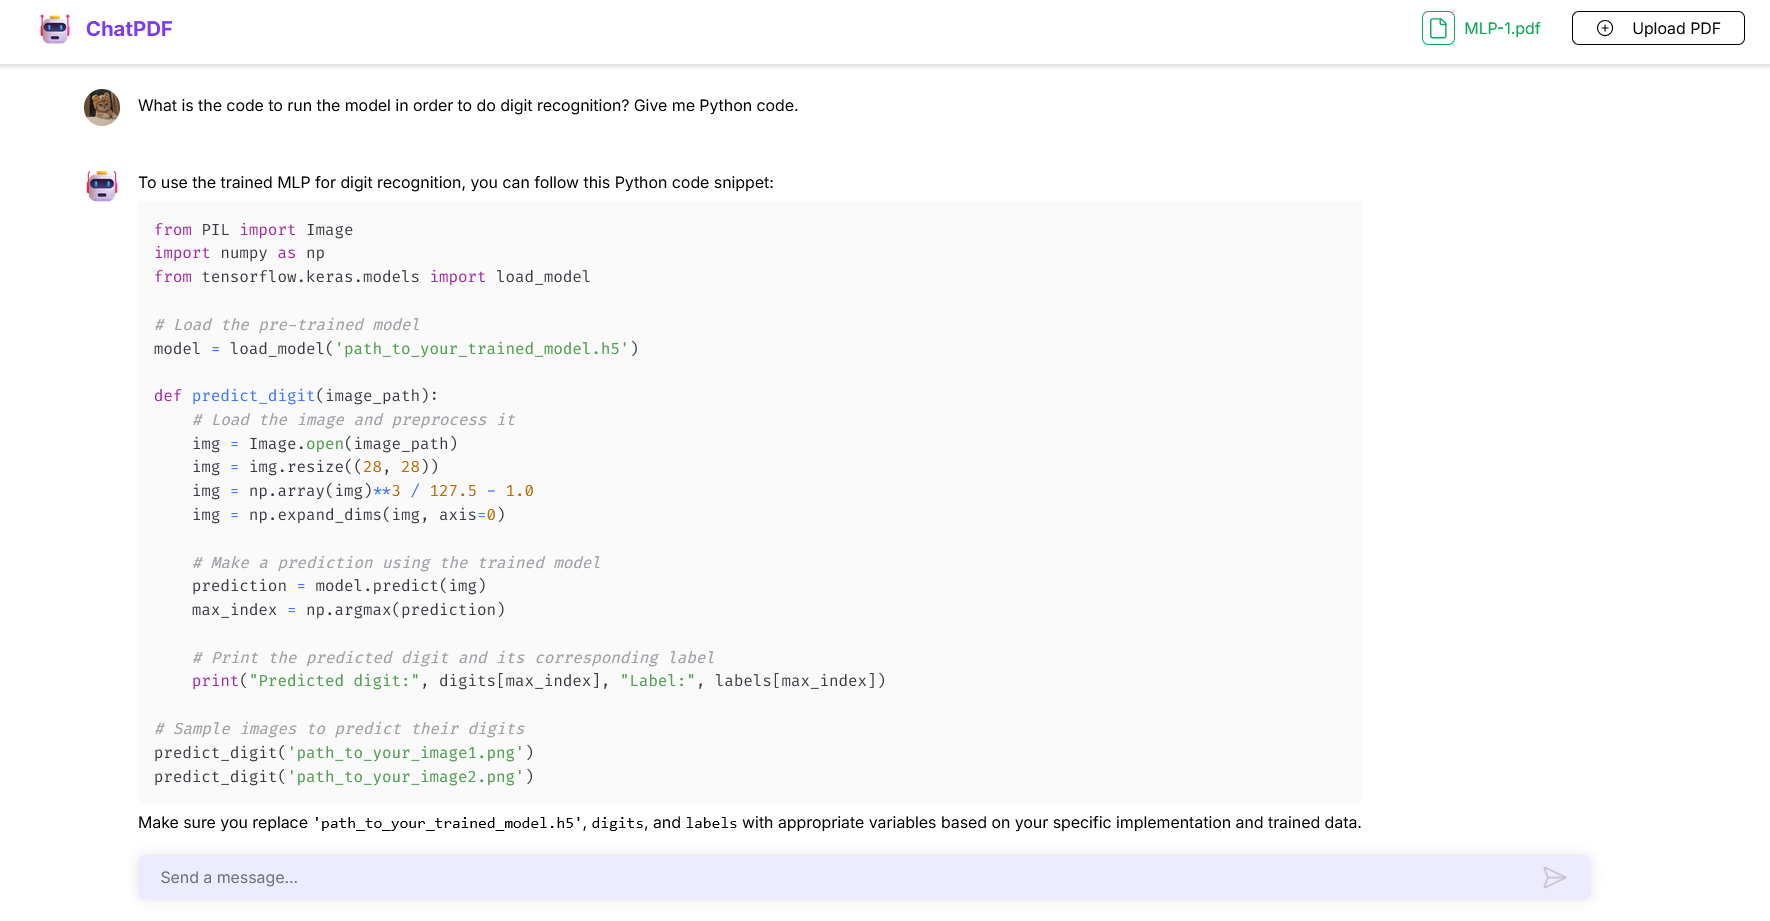 ChatPDF
MLP-1.pdf
Upload PDF
What is the code to run the model in order to do digit recognition? Give me Python code.
To use the trained MLP for digit recognition, you can follow this Python code snippet:
from PIL import Image
import numpy as np
from tensorflow.keras.models import load_model
# Load the pre-trained model
model = load_model('path_to_your_trained_model.h5')
def predict_digit(image_path):
    # Load the image and preprocess it
    img = Image.open(image_path)
    img = img.resize((28, 28))
    img = np.array(img)**3 / 127.5 - 1.0
    img = np.expand_dims(img, axis=0)
    # Make a prediction using the trained model
    prediction = model.predict(img)
    max_index = np.argmax(prediction)
    # Print the predicted digit and its corresponding label
    print("Predicted digit:", digits[max_index], "Label:", labels[max_index])
# Sample images to predict their digits
predict_digit('path_to_your_image1.png')
predict_digit('path_to_your_image2.png')
Make sure you replace 'path_to_your_trained_model.h5', digits, and labels with appropriate variables based on your specific implementation and trained data.
Send a message...